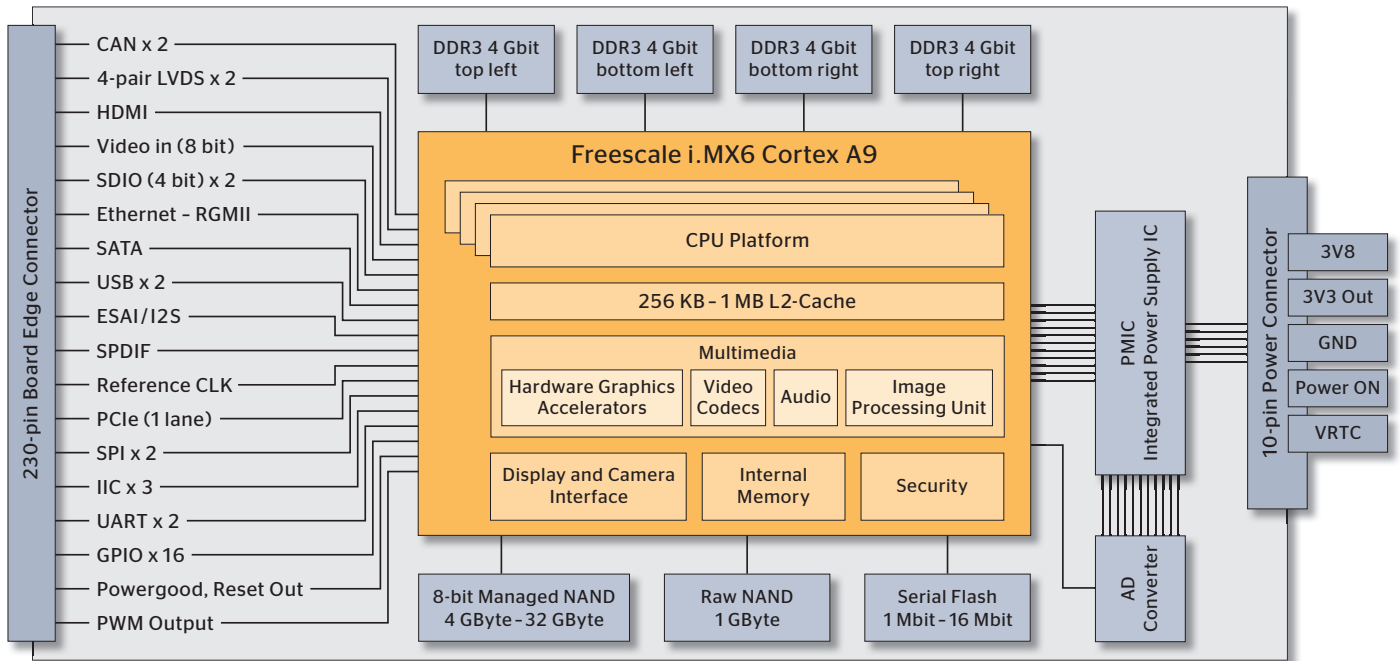 230-pin Board Edge Connector
CAN x 2
4-pair LVDS x 2
HDMI
Video in (8 bit)
SDIO (4 bit) x 2
Ethernet – RGMII
SATA
USB x 2
ESAI/I2S
SPDIF
Reference CLK
PCIe (1 lane)
SPI x 2
IIC x 3
UART x 2
GPIO x 16
Powergood, Reset Out
PWM Output
DDR3 4 Gbit
top left
DDR3 4 Gbit
bottom left
DDR3 4 Gbit
bottom right
DDR3 4 Gbit
top right
Freescale i.MX6 Cortex A9
CPU Platform
256 KB – 1 MB L2-Cache
Multimedia
Hardware Graphics
Accelerators
Video
Codecs
Audio
Image
Processing Unit
Display and Camera
Interface
Internal
Memory
Security
8-bit Managed NAND
4 GByte – 32 GByte
Raw NAND
1 GByte
Serial Flash
1 Mbit – 16 Mbit
PMIC
Integrated Power Supply IC
AD
Converter
10-pin Power Connector
3V8
3V3 Out
GND
Power ON
VRTC